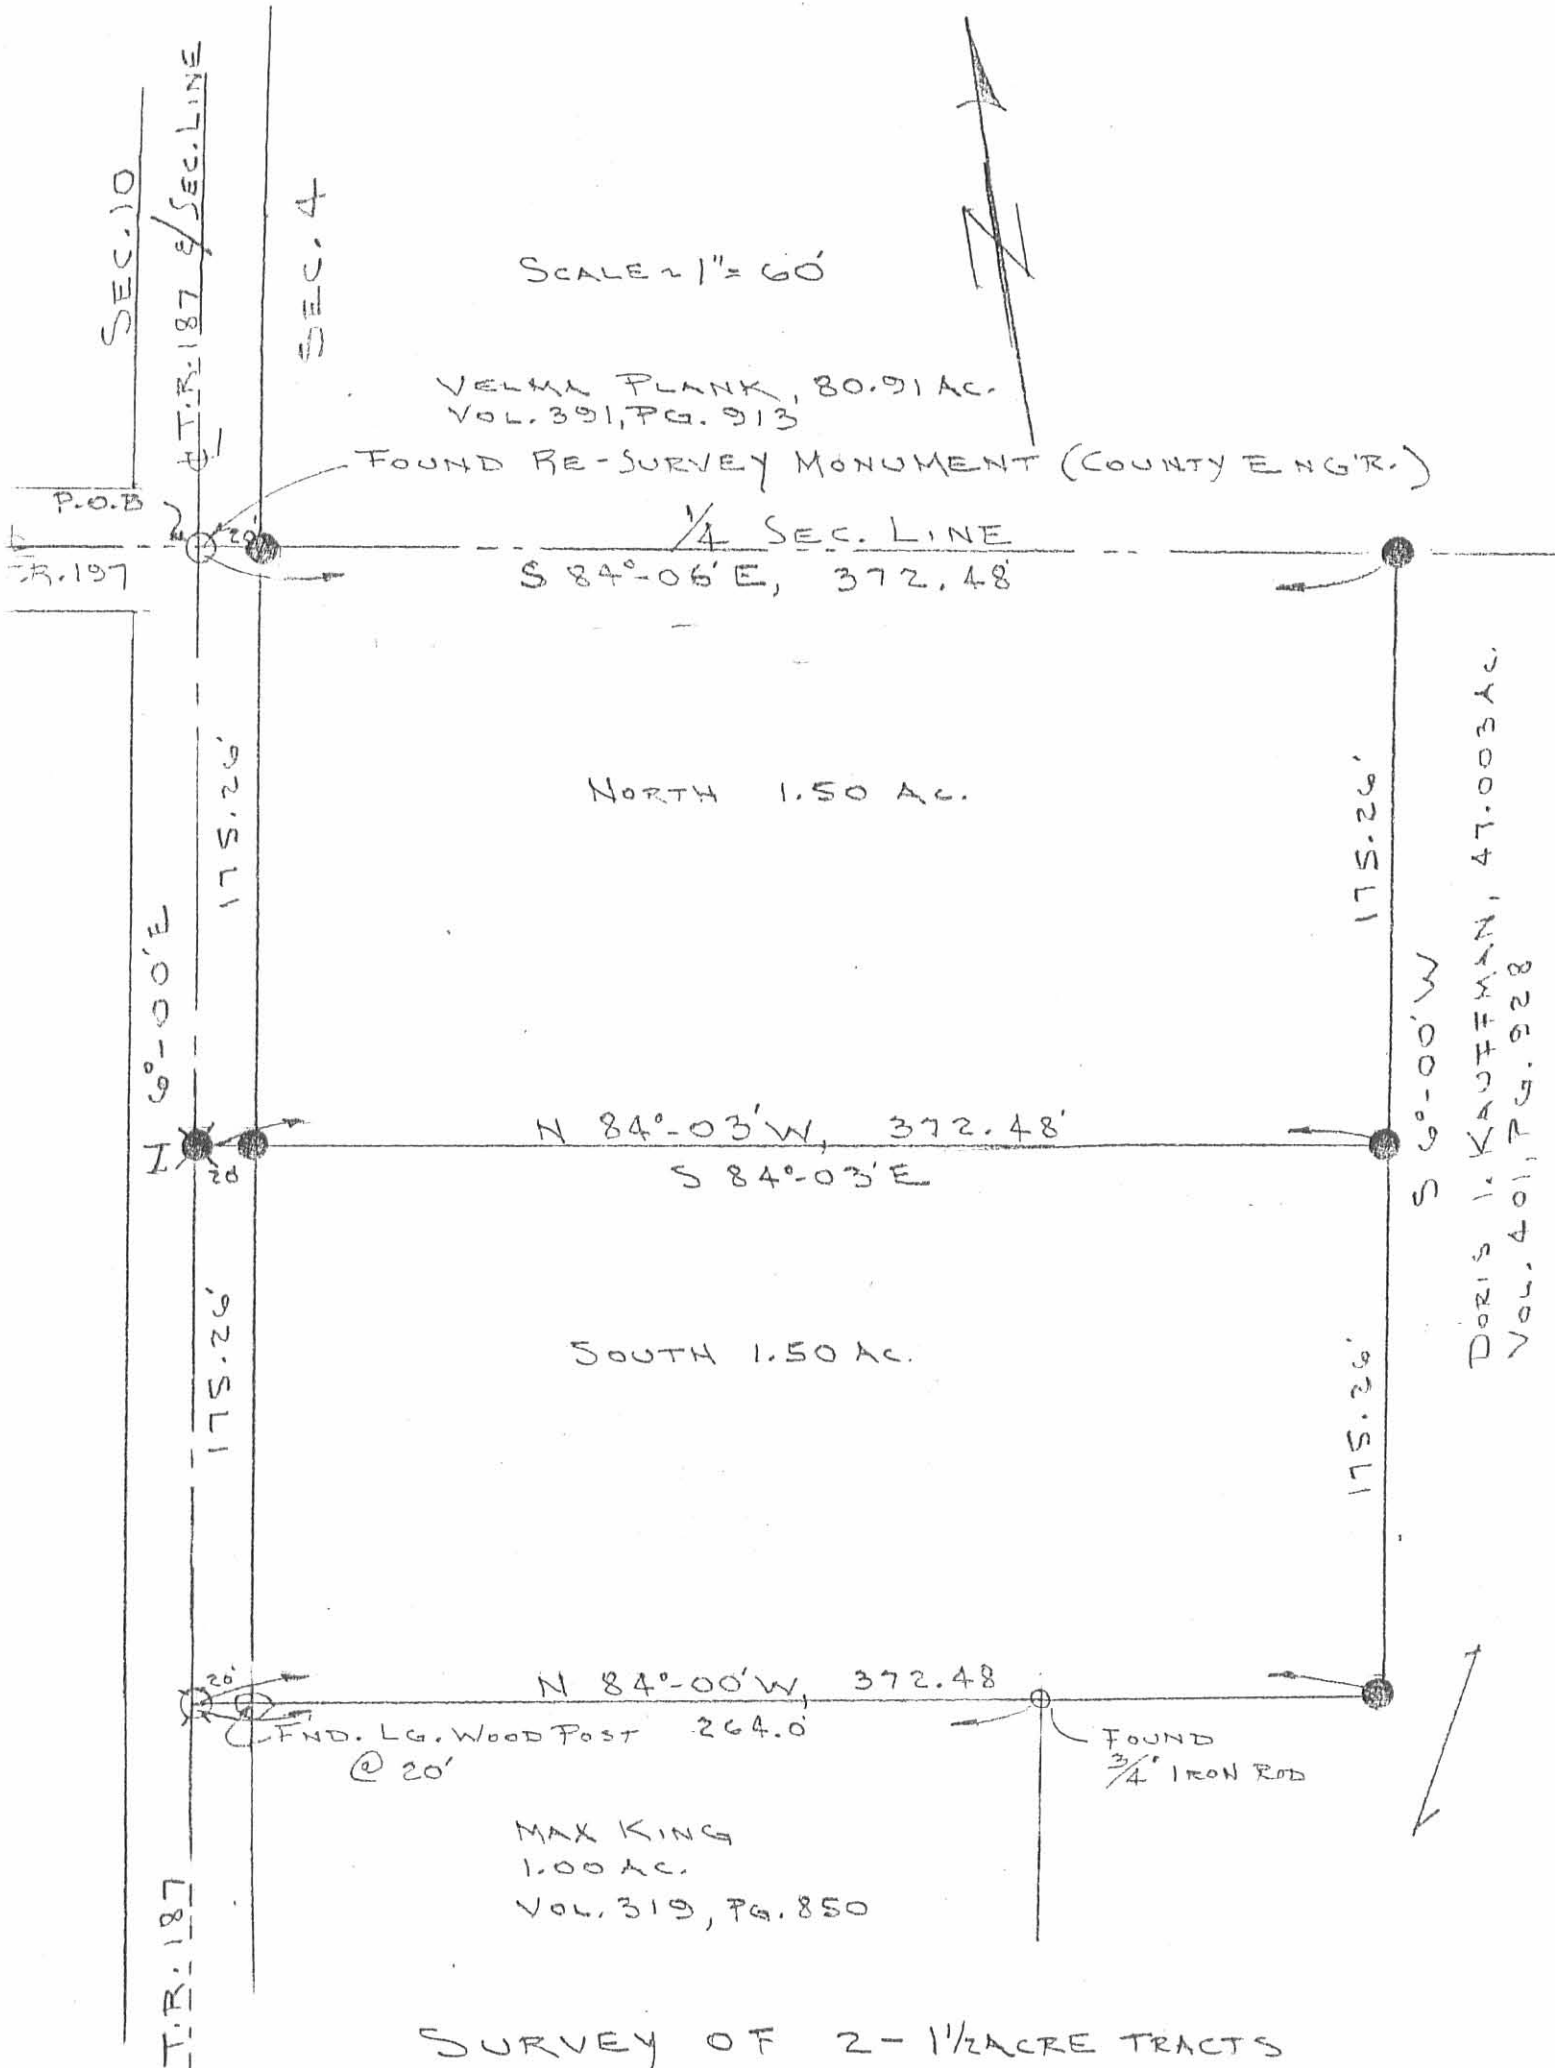 SEC. 10
℄ T.R. 187 & SEC. LINE
SEC. 4
N
SCALE ~ 1" = 60'
VELMA PLANK, 80.91 AC.
VOL. 391, PG. 913
FOUND RE-SURVEY MONUMENT (COUNTY ENG'R.)
P.O.B
20'
1/4 SEC. LINE
T.R. 197
S 84°-06' E, 372.48'
175.26'
NORTH 1.50 AC.
175.26'
N 6°-00' E
S 6°-00' W
DORIS I. KAUFFMAN, 47.003 AC.
VOL. 401, PG. 928
N 84°-03' W, 372.48'
20'
S 84°-03' E
175.26'
SOUTH 1.50 AC.
175.26'
20'
N 84°-00' W, 372.48
FND. LG. WOOD POST
@ 20'
264.0'
FOUND
3/4" IRON ROD
MAX KING
1.00 AC.
VOL. 319, PG. 850
T.R. 187
SURVEY OF 2 - 1 1/2 ACRE TRACTS